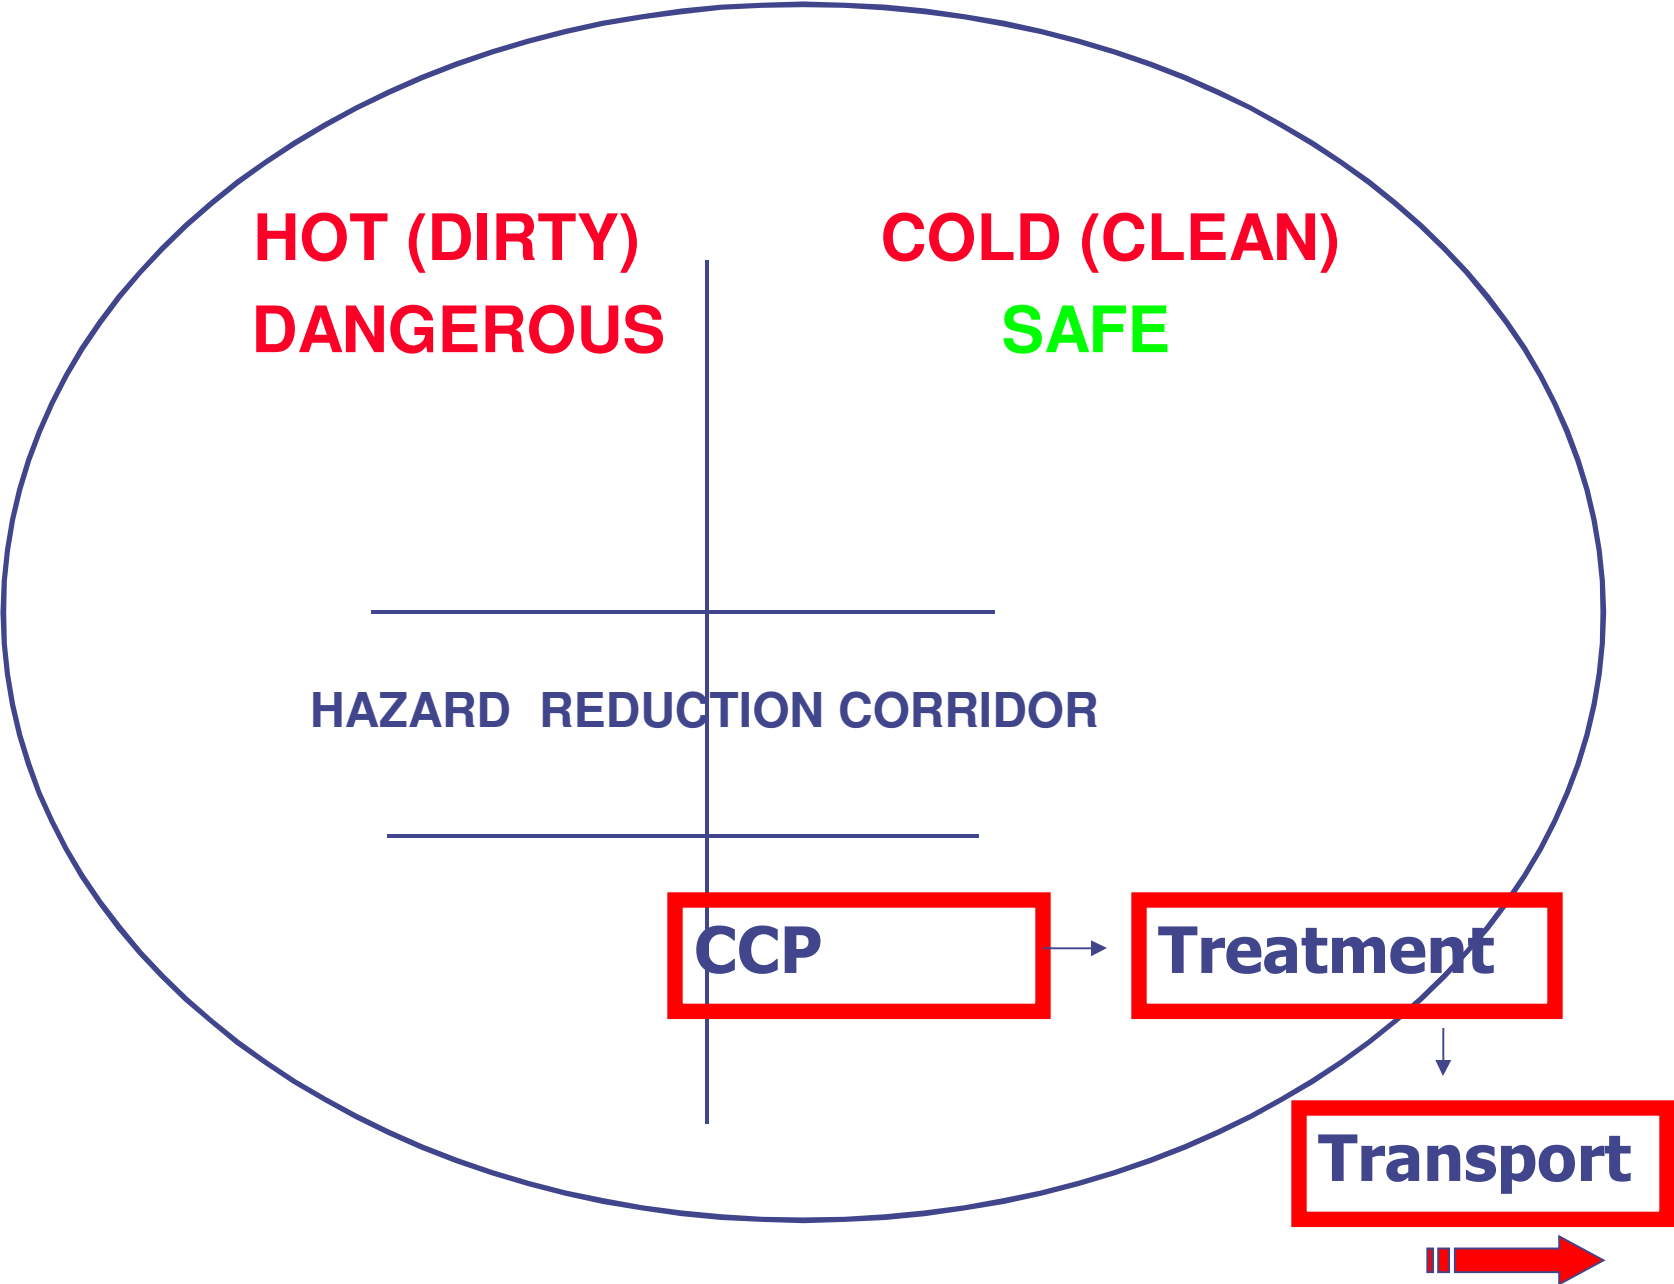 HOT (DIRTY)
DANGEROUS
COLD (CLEAN)
SAFE
HAZARD REDUCTION CORRIDOR
CCP
Treatment
Transport